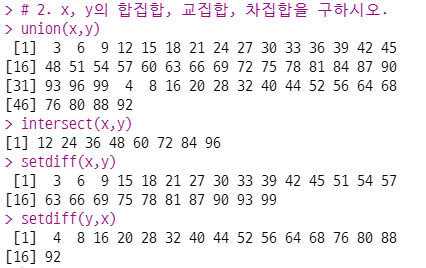 > # 2. x, y의 합집합, 교집합, 차집합을 구하시오.
> union(x,y)
 [1]  3  6  9 12 15 18 21 24 27 30 33 36 39 42 45
[16] 48 51 54 57 60 63 66 69 72 75 78 81 84 87 90
[31] 93 96 99  4  8 16 20 28 32 40 44 52 56 64 68
[46] 76 80 88 92
> intersect(x,y)
[1] 12 24 36 48 60 72 84 96
> setdiff(x,y)
 [1]  3  6  9 15 18 21 27 30 33 39 42 45 51 54 57
[16] 63 66 69 75 78 81 87 90 93 99
> setdiff(y,x)
 [1]  4  8 16 20 28 32 40 44 52 56 64 68 76 80 88
[16] 92